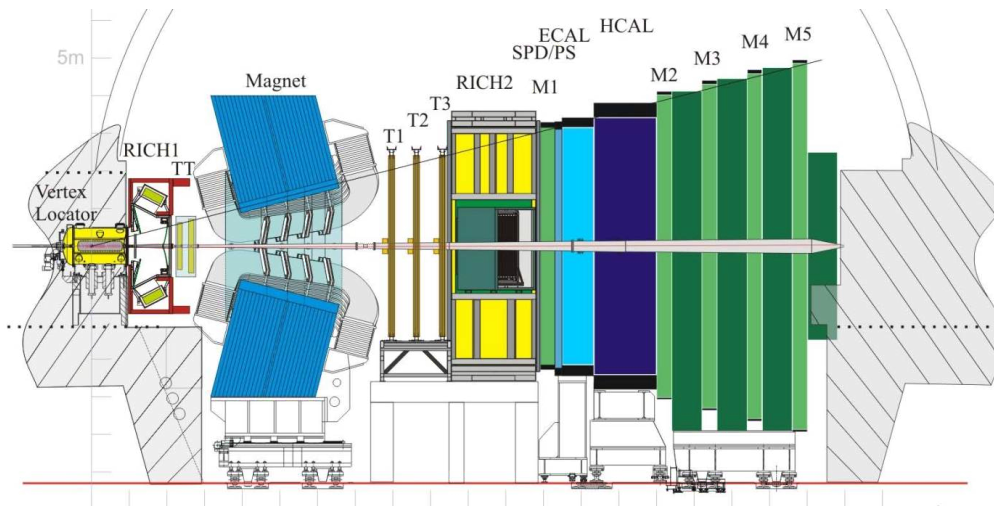 5m
Vertex
Locator
RICH1
TT
Magnet
T1
T2
T3
RICH2
M1
SPD/PS
ECAL
HCAL
M2
M3
M4
M5